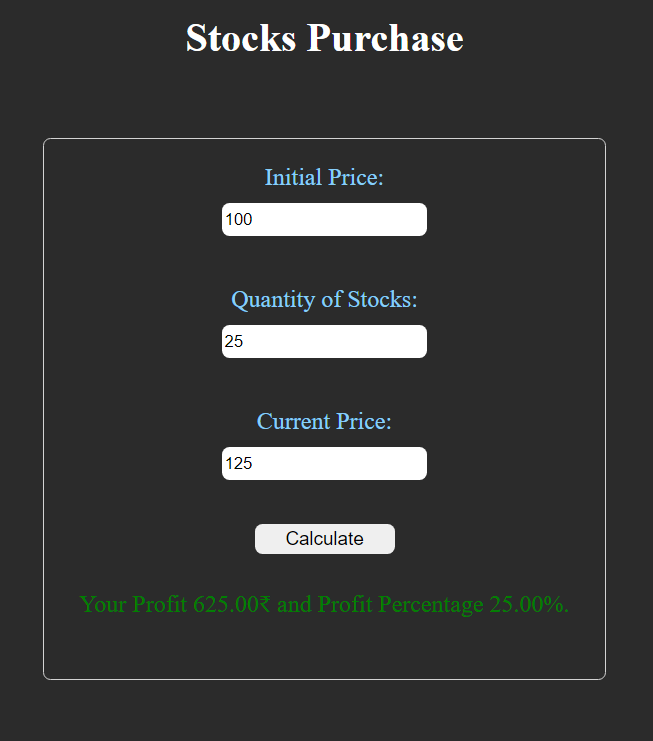 Stocks Purchase
Initial Price:
100
Quantity of Stocks:
25
Current Price:
125
Calculate
Your Profit 625.00₹ and Profit Percentage 25.00%.